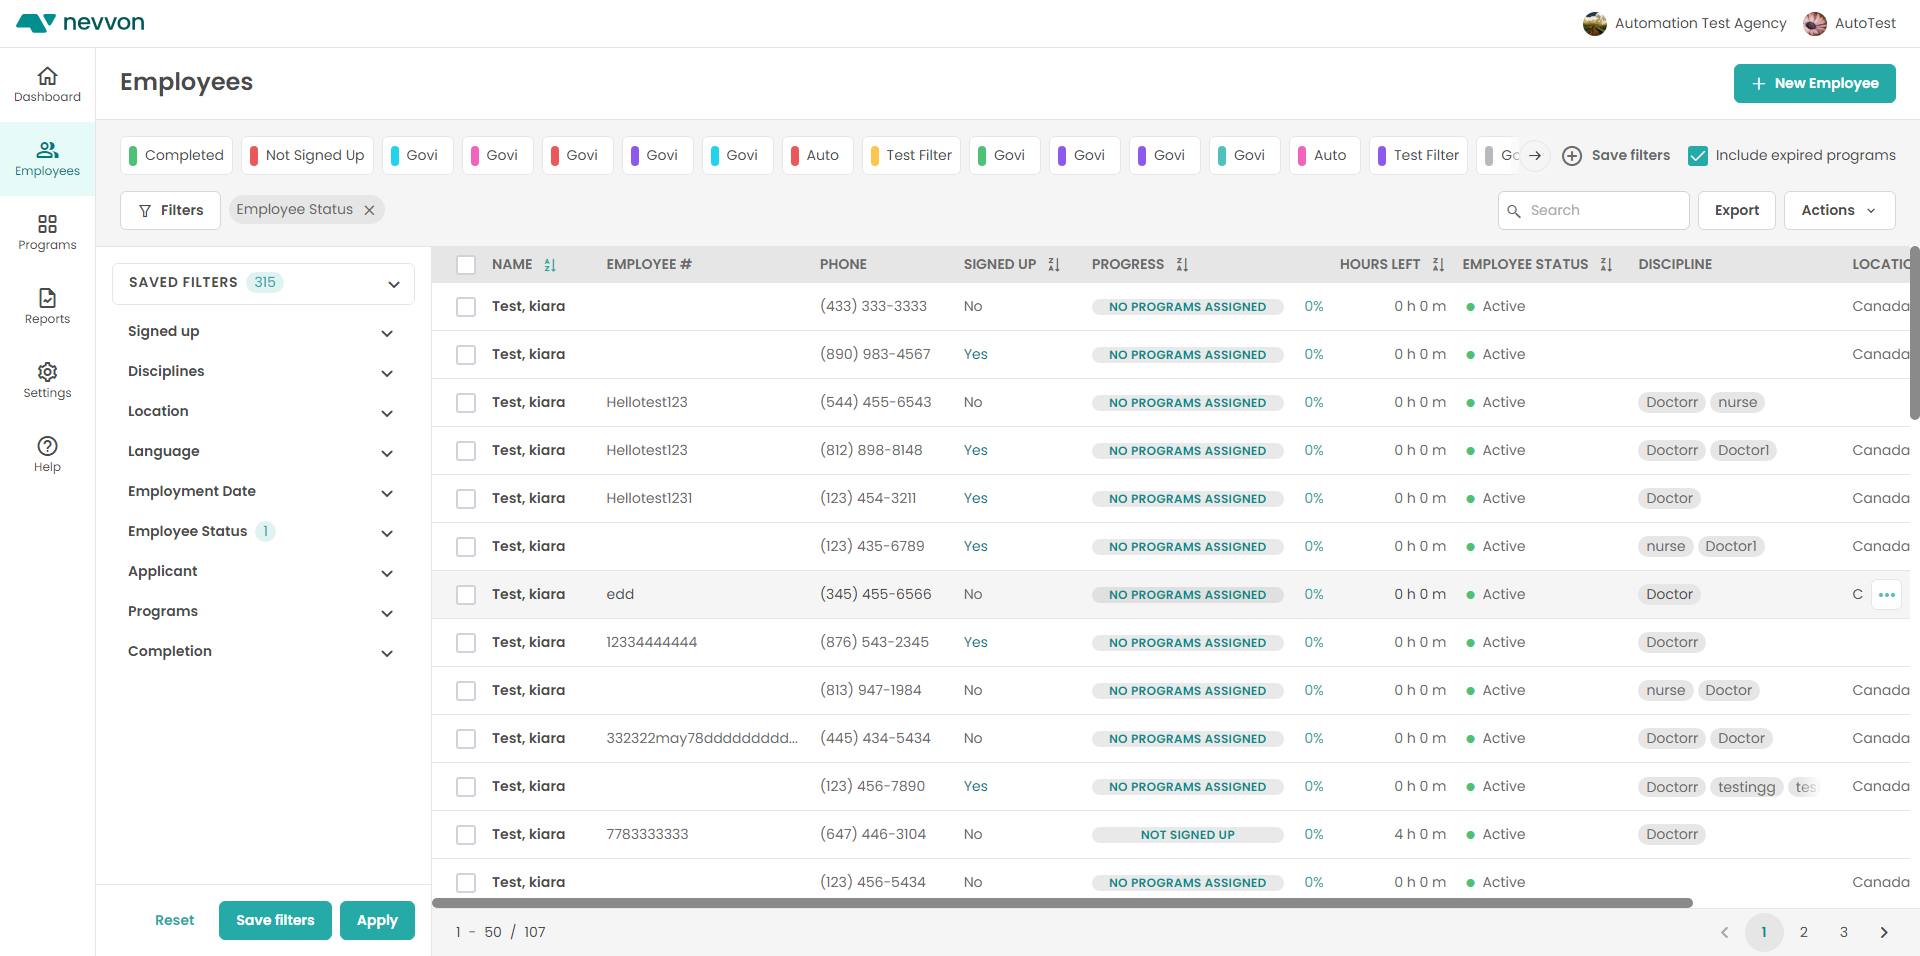 nevvon
Automation Test Agency AutoTest
Dashboard
Employees
Programs
Reports
Settings
Help
Employees
New Employee
Completed Not Signed Up Govi Govi Govi Govi Govi Auto Test Filter Govi Govi Govi Govi Auto Test Filter Save filters Include expired programs
Filters Employee Status Search Export Actions
SAVED FILTERS 315
Signed up
Disciplines
Location
Language
Employment Date
Employee Status 1
Applicant
Programs
Completion
Reset Save filters Apply
NAME EMPLOYEE # PHONE SIGNED UP PROGRESS HOURS LEFT EMPLOYEE STATUS DISCIPLINE LOCATIO
Test, kiara (433) 333-3333 No NO PROGRAMS ASSIGNED 0% 0 h 0 m Active Canada
Test, kiara (890) 983-4567 Yes NO PROGRAMS ASSIGNED 0% 0 h 0 m Active Canada
Test, kiara Hellotest123 (544) 455-6543 No NO PROGRAMS ASSIGNED 0% 0 h 0 m Active Doctorr nurse
Test, kiara Hellotest123 (812) 898-8148 Yes NO PROGRAMS ASSIGNED 0% 0 h 0 m Active Doctorr Doctor1 Canada
Test, kiara Hellotest1231 (123) 454-3211 Yes NO PROGRAMS ASSIGNED 0% 0 h 0 m Active Doctor Canada
Test, kiara (123) 435-6789 Yes NO PROGRAMS ASSIGNED 0% 0 h 0 m Active nurse Doctor1 Canada
Test, kiara edd (345) 455-6566 No NO PROGRAMS ASSIGNED 0% 0 h 0 m Active Doctor C
Test, kiara 12334444444 (876) 543-2345 Yes NO PROGRAMS ASSIGNED 0% 0 h 0 m Active Doctorr
Test, kiara (813) 947-1984 No NO PROGRAMS ASSIGNED 0% 0 h 0 m Active nurse Doctor Canada
Test, kiara 332322may78ddddddddd... (445) 434-5434 No NO PROGRAMS ASSIGNED 0% 0 h 0 m Active Doctorr Doctor Canada
Test, kiara (123) 456-7890 Yes NO PROGRAMS ASSIGNED 0% 0 h 0 m Active Doctorr testingg tes Canada
Test, kiara 7783333333 (647) 446-3104 No NOT SIGNED UP 0% 4 h 0 m Active Doctorr
Test, kiara (123) 456-5434 No NO PROGRAMS ASSIGNED 0% 0 h 0 m Active Canada
1 - 50 / 107 1 2 3